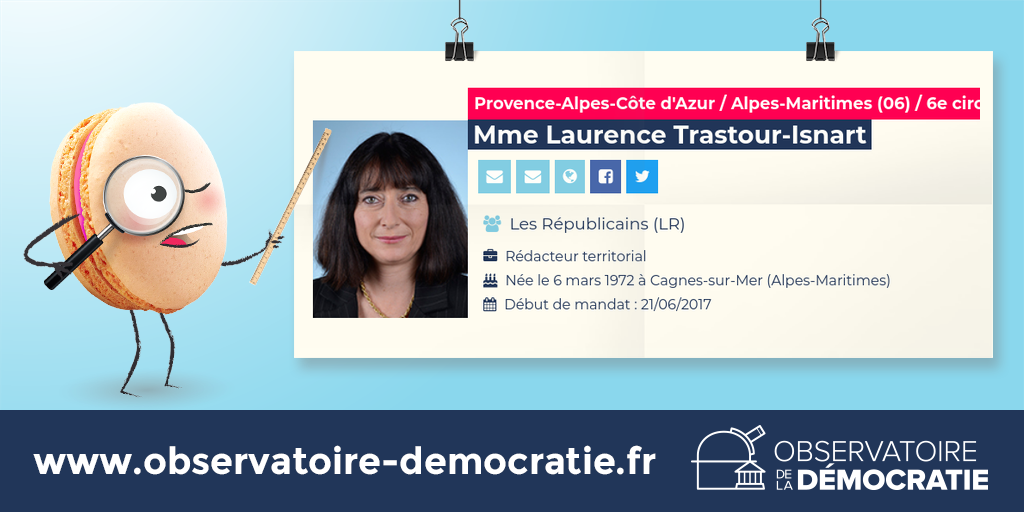 Provence-Alpes-Côte d'Azur / Alpes-Maritimes (06) / 6e circ
Mme Laurence Trastour-Isnart
Les Républicains (LR)
Rédacteur territorial
Née le 6 mars 1972 à Cagnes-sur-Mer (Alpes-Maritimes)
Début de mandat : 21/06/2017
www.observatoire-democratie.fr
OBSERVATOIRE
DE LA DÉMOCRATIE